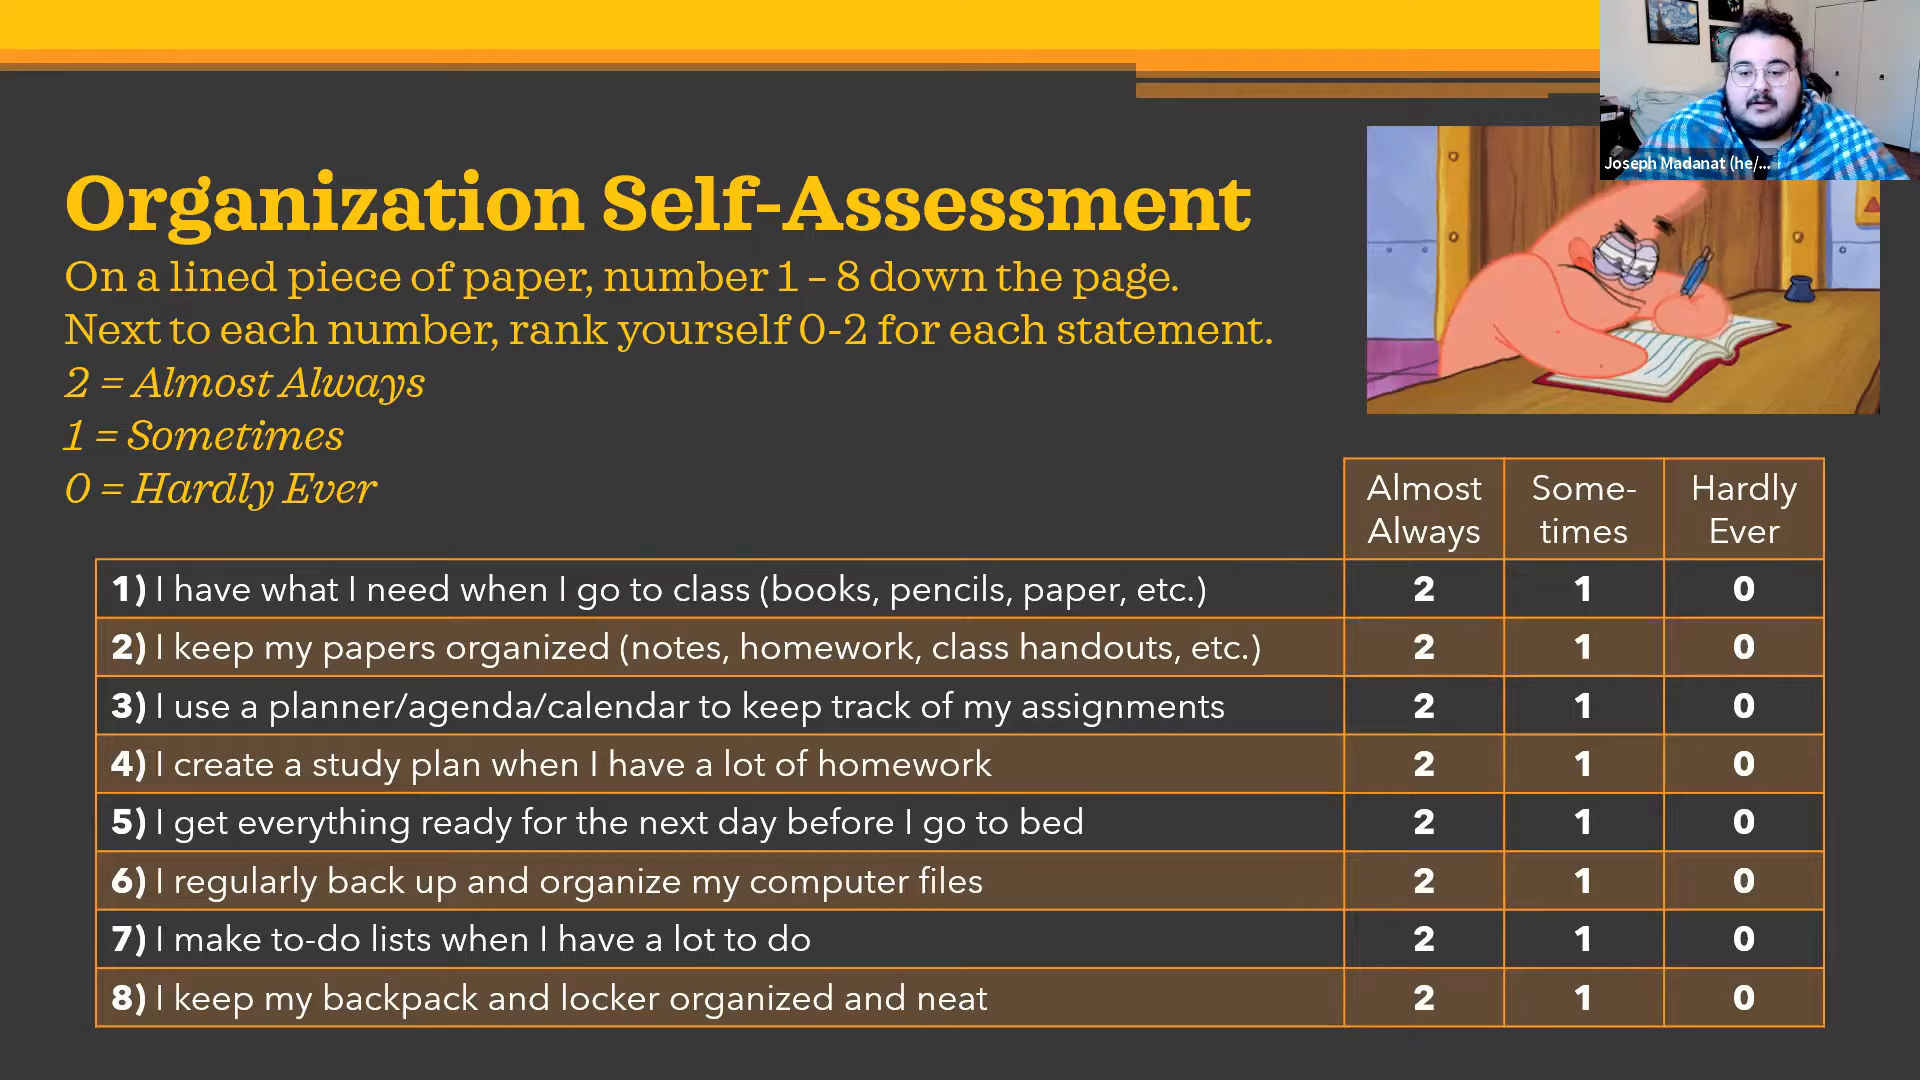 Joseph Madanat (he/...
Organization Self-Assessment
On a lined piece of paper, number 1 – 8 down the page.
Next to each number, rank yourself 0-2 for each statement.
2 = Almost Always
1 = Sometimes
0 = Hardly Ever
Almost Always Some-times Hardly Ever
1) I have what I need when I go to class (books, pencils, paper, etc.) 2 1 0
2) I keep my papers organized (notes, homework, class handouts, etc.) 2 1 0
3) I use a planner/agenda/calendar to keep track of my assignments 2 1 0
4) I create a study plan when I have a lot of homework 2 1 0
5) I get everything ready for the next day before I go to bed 2 1 0
6) I regularly back up and organize my computer files 2 1 0
7) I make to-do lists when I have a lot to do 2 1 0
8) I keep my backpack and locker organized and neat 2 1 0